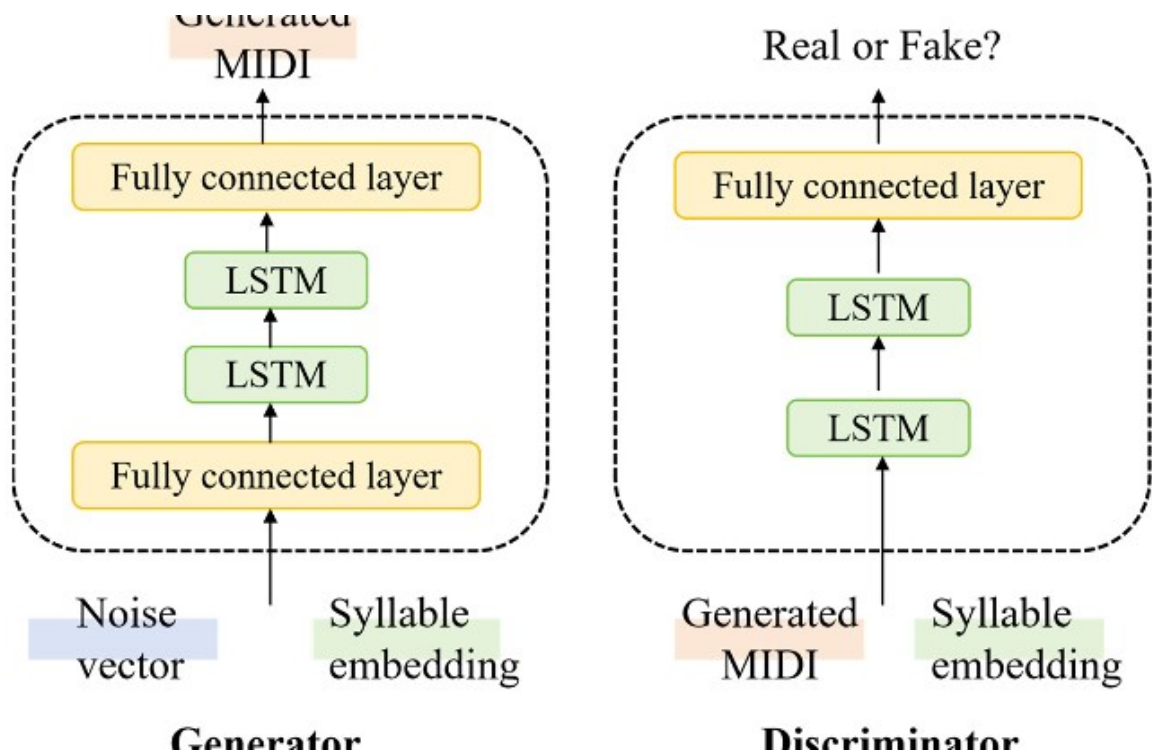 Generated
MIDI
Fully connected layer
LSTM
LSTM
Fully connected layer
Noise
vector
Syllable
embedding
Generator
Real or Fake?
Fully connected layer
LSTM
LSTM
Generated
MIDI
Syllable
embedding
Discriminator